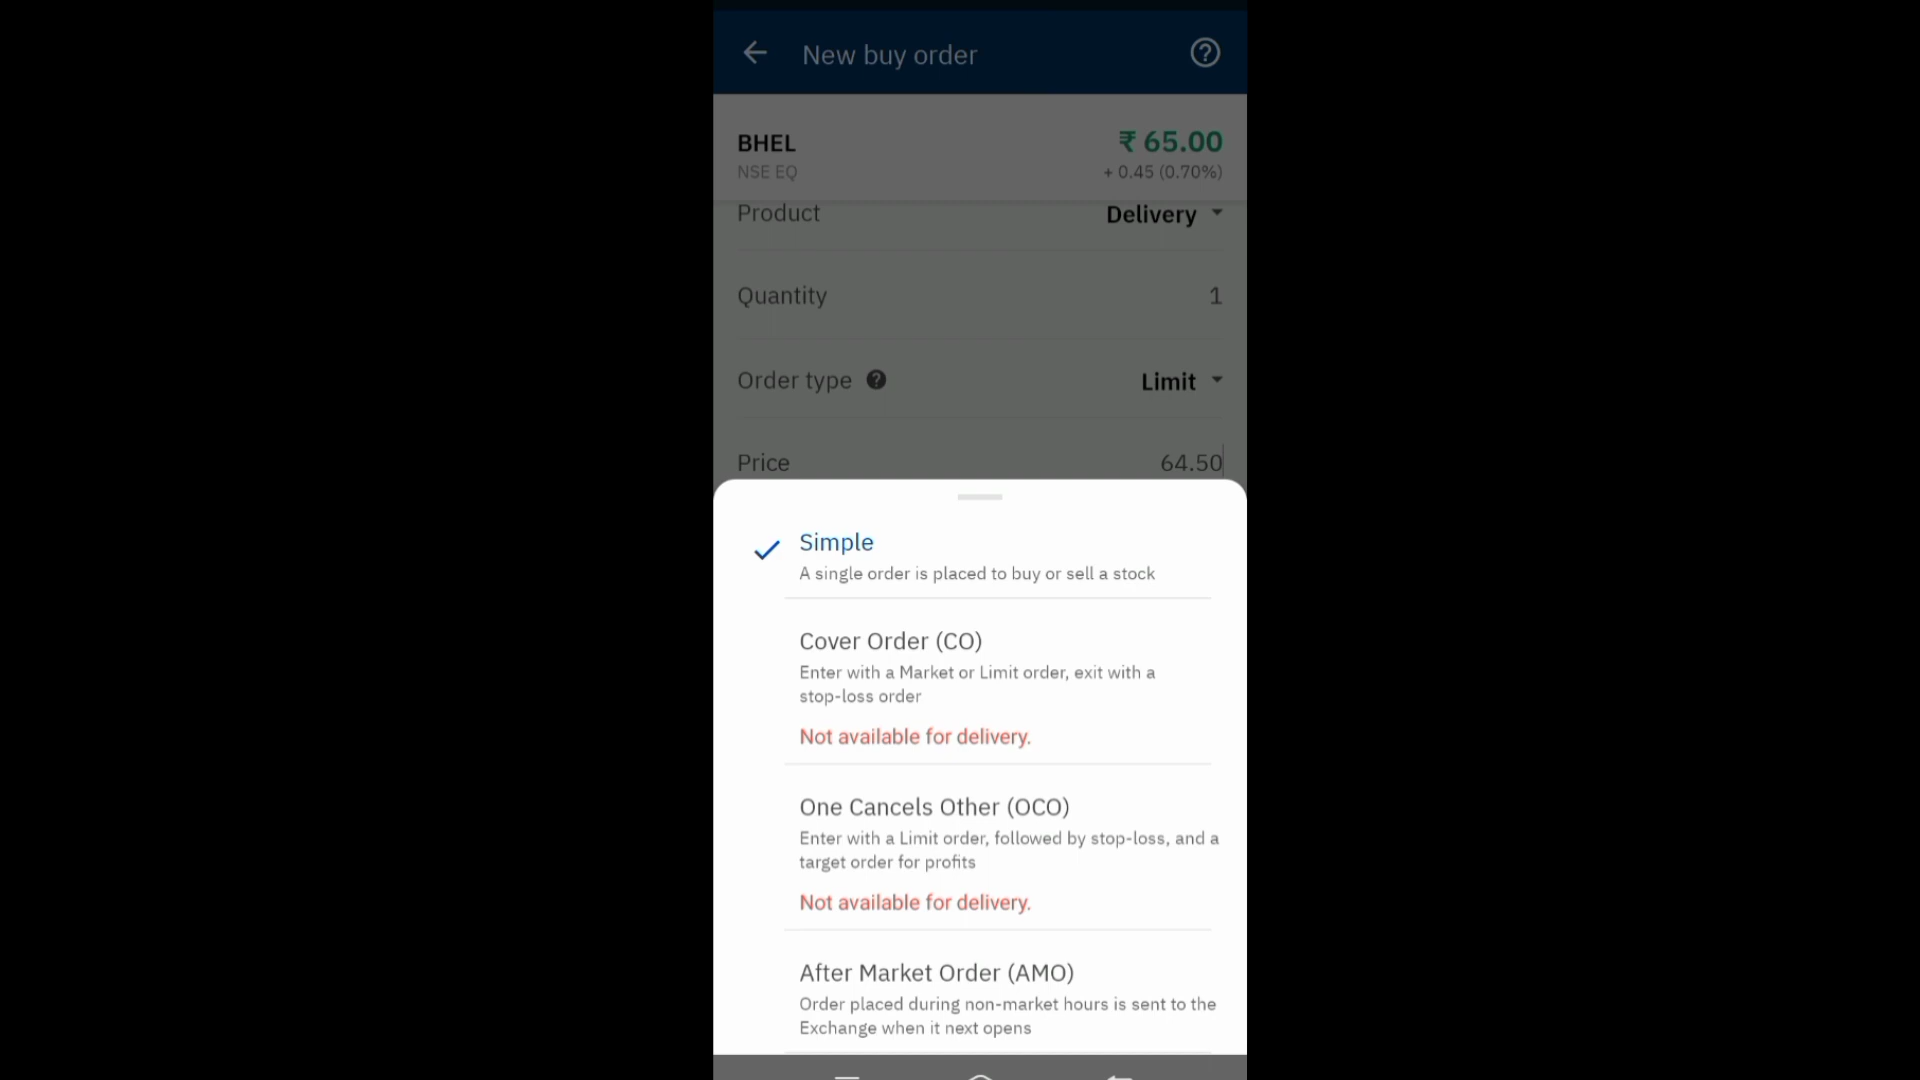 New buy order
BHEL
₹ 65.00
NSE EQ
+ 0.45 (0.70%)
Product
Delivery
Quantity
1
Order type
Limit
Price
64.50
Simple
A single order is placed to buy or sell a stock
Cover Order (CO)
Enter with a Market or Limit order, exit with a
stop-loss order
Not available for delivery.
One Cancels Other (OCO)
Enter with a Limit order, followed by stop-loss, and a
target order for profits
Not available for delivery.
After Market Order (AMO)
Order placed during non-market hours is sent to the
Exchange when it next opens